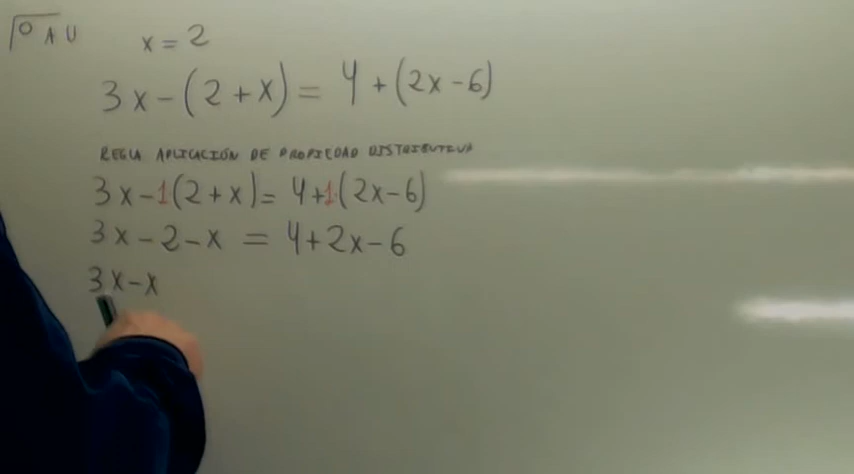 x = 2
3x-(2+x) = 4+(2x-6)
REGLA APLICACIÓN DE PROPIEDAD DISTRIBUTIVA
3x-1(2+x)= 4+1(2x-6)
3x-2-x = 4+2x-6
3x-x